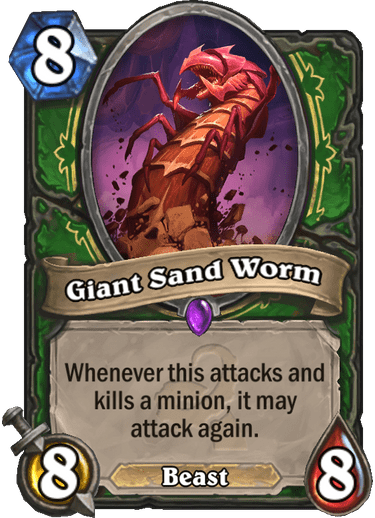 8
Giant Sand Worm
Whenever this attacks and
kills a minion, it may
attack again.
8
Beast
8